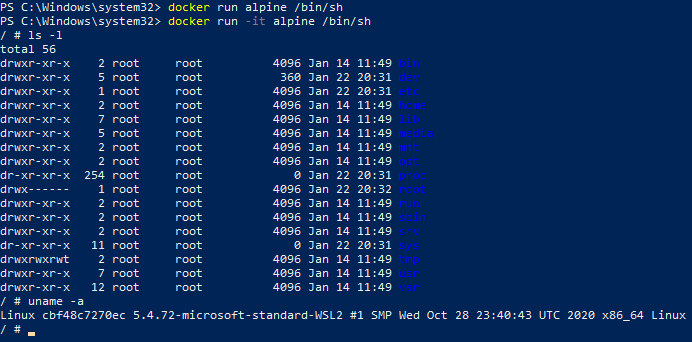 PS C:\Windows\system32> docker run alpine /bin/sh
PS C:\Windows\system32> docker run -it alpine /bin/sh
/ # ls -l
total 56
drwxr-xr-x 2 root root 4096 Jan 14 11:49 bin
drwxr-xr-x 5 root root 360 Jan 22 20:31 dev
drwxr-xr-x 1 root root 4096 Jan 22 20:31 etc
drwxr-xr-x 2 root root 4096 Jan 14 11:49 home
drwxr-xr-x 7 root root 4096 Jan 14 11:49 lib
drwxr-xr-x 5 root root 4096 Jan 14 11:49 media
drwxr-xr-x 2 root root 4096 Jan 14 11:49 mnt
drwxr-xr-x 2 root root 4096 Jan 14 11:49 opt
dr-xr-xr-x 254 root root 0 Jan 22 20:31 proc
drwx------ 1 root root 4096 Jan 22 20:32 root
drwxr-xr-x 2 root root 4096 Jan 14 11:49 run
drwxr-xr-x 2 root root 4096 Jan 14 11:49 sbin
drwxr-xr-x 2 root root 4096 Jan 14 11:49 srv
dr-xr-xr-x 11 root root 0 Jan 22 20:31 sys
drwxrwxrwt 2 root root 4096 Jan 14 11:49 tmp
drwxr-xr-x 7 root root 4096 Jan 14 11:49 usr
drwxr-xr-x 12 root root 4096 Jan 14 11:49 var
/ # uname -a
Linux cbf48c7270ec 5.4.72-microsoft-standard-WSL2 #1 SMP Wed Oct 28 23:40:43 UTC 2020 x86_64 Linux
/ #